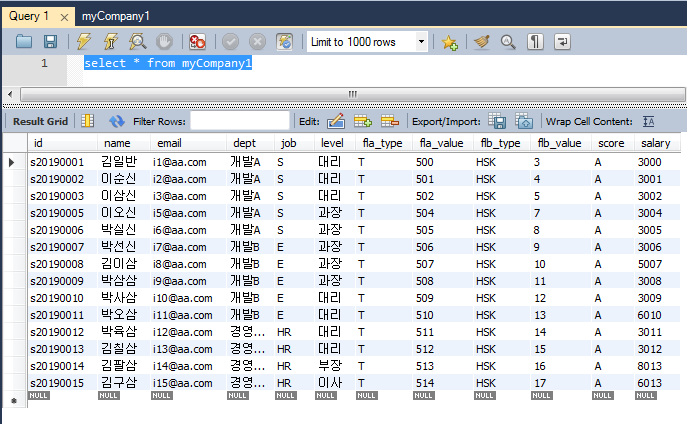 Query 1 myCompany1
Limit to 1000 rows
1 select * from myCompany1
Result Grid Filter Rows: Edit: Export/Import: Wrap Cell Content:
id name email dept job level fla_type fla_value flb_type flb_value score salary
s20190001 김일반 i1@aa.com 개발A S 대리 T 500 HSK 3 A 3000
s20190002 이순신 i2@aa.com 개발A S 대리 T 501 HSK 4 A 3001
s20190003 이삼신 i3@aa.com 개발A S 대리 T 502 HSK 5 A 3002
s20190005 이오신 i5@aa.com 개발A S 과장 T 504 HSK 7 A 3004
s20190006 박실신 i6@aa.com 개발A S 과장 T 505 HSK 8 A 3005
s20190007 박선신 i7@aa.com 개발B E 과장 T 506 HSK 9 A 3006
s20190008 김미삼 i8@aa.com 개발B E 과장 T 507 HSK 10 A 5007
s20190009 박삼삼 i9@aa.com 개발B E 과장 T 508 HSK 11 A 3008
s20190010 박사삼 i10@aa.com 개발B E 대리 T 509 HSK 12 A 3009
s20190011 박오삼 i11@aa.com 개발B E 대리 T 510 HSK 13 A 6010
s20190012 박육삼 i12@aa.com 경영... HR 대리 T 511 HSK 14 A 3011
s20190013 김칠삼 i13@aa.com 경영... HR 대리 T 512 HSK 15 A 3012
s20190014 김팔삼 i14@aa.com 경영... HR 부장 T 513 HSK 16 A 8013
s20190015 김구삼 i15@aa.com 경영... HR 이사 T 514 HSK 17 A 6013
NULL NULL NULL NULL NULL NULL NULL NULL NULL NULL NULL NULL